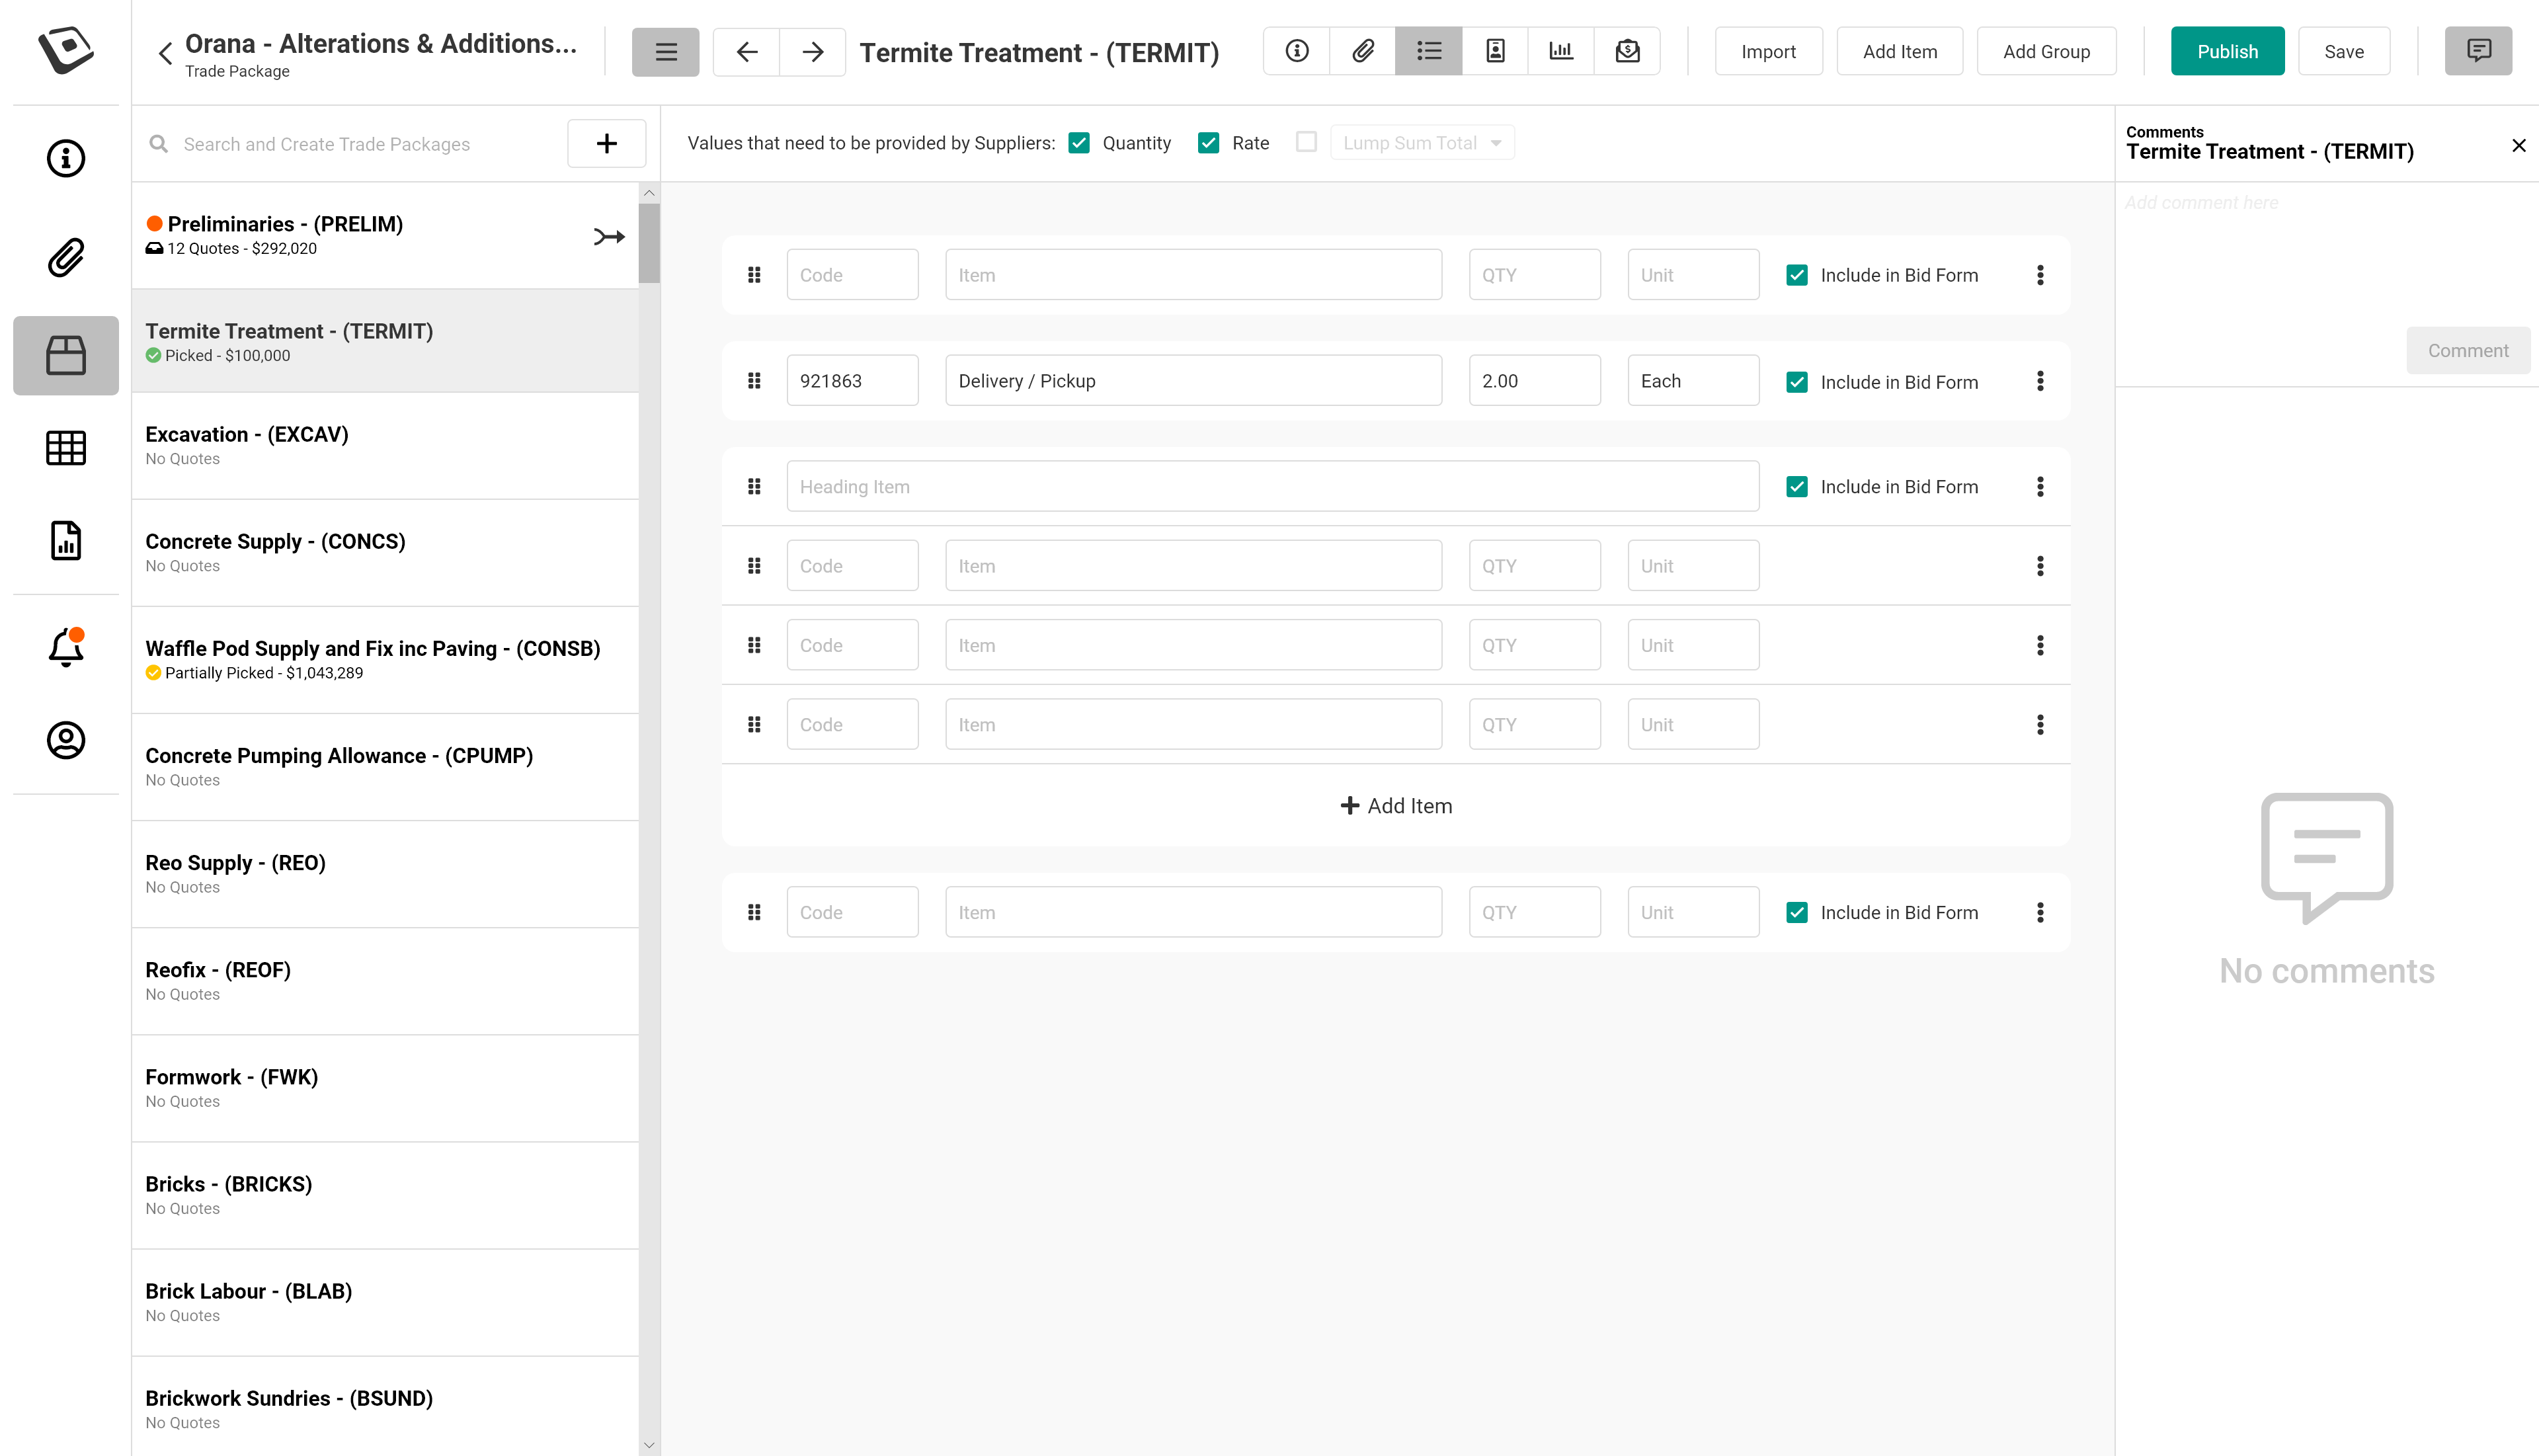 Orana - Alterations & Additions...
Trade Package
Termite Treatment - (TERMIT)
Import
Add Item
Add Group
Publish
Save
Search and Create Trade Packages
Preliminaries - (PRELIM)
12 Quotes - $292,020
Termite Treatment - (TERMIT)
Picked - $100,000
Excavation - (EXCAV)
No Quotes
Concrete Supply - (CONCS)
No Quotes
Waffle Pod Supply and Fix inc Paving - (CONSB)
Partially Picked - $1,043,289
Concrete Pumping Allowance - (CPUMP)
No Quotes
Reo Supply - (REO)
No Quotes
Reofix - (REOF)
No Quotes
Formwork - (FWK)
No Quotes
Bricks - (BRICKS)
No Quotes
Brick Labour - (BLAB)
No Quotes
Brickwork Sundries - (BSUND)
No Quotes
Values that need to be provided by Suppliers: Quantity Rate Lump Sum Total
Code Item QTY Unit Include in Bid Form
921863 Delivery / Pickup 2.00 Each Include in Bid Form
Heading Item Include in Bid Form
Code Item QTY Unit
Code Item QTY Unit
Code Item QTY Unit
Add Item
Code Item QTY Unit Include in Bid Form
Comments
Termite Treatment - (TERMIT)
Add comment here
Comment
No comments